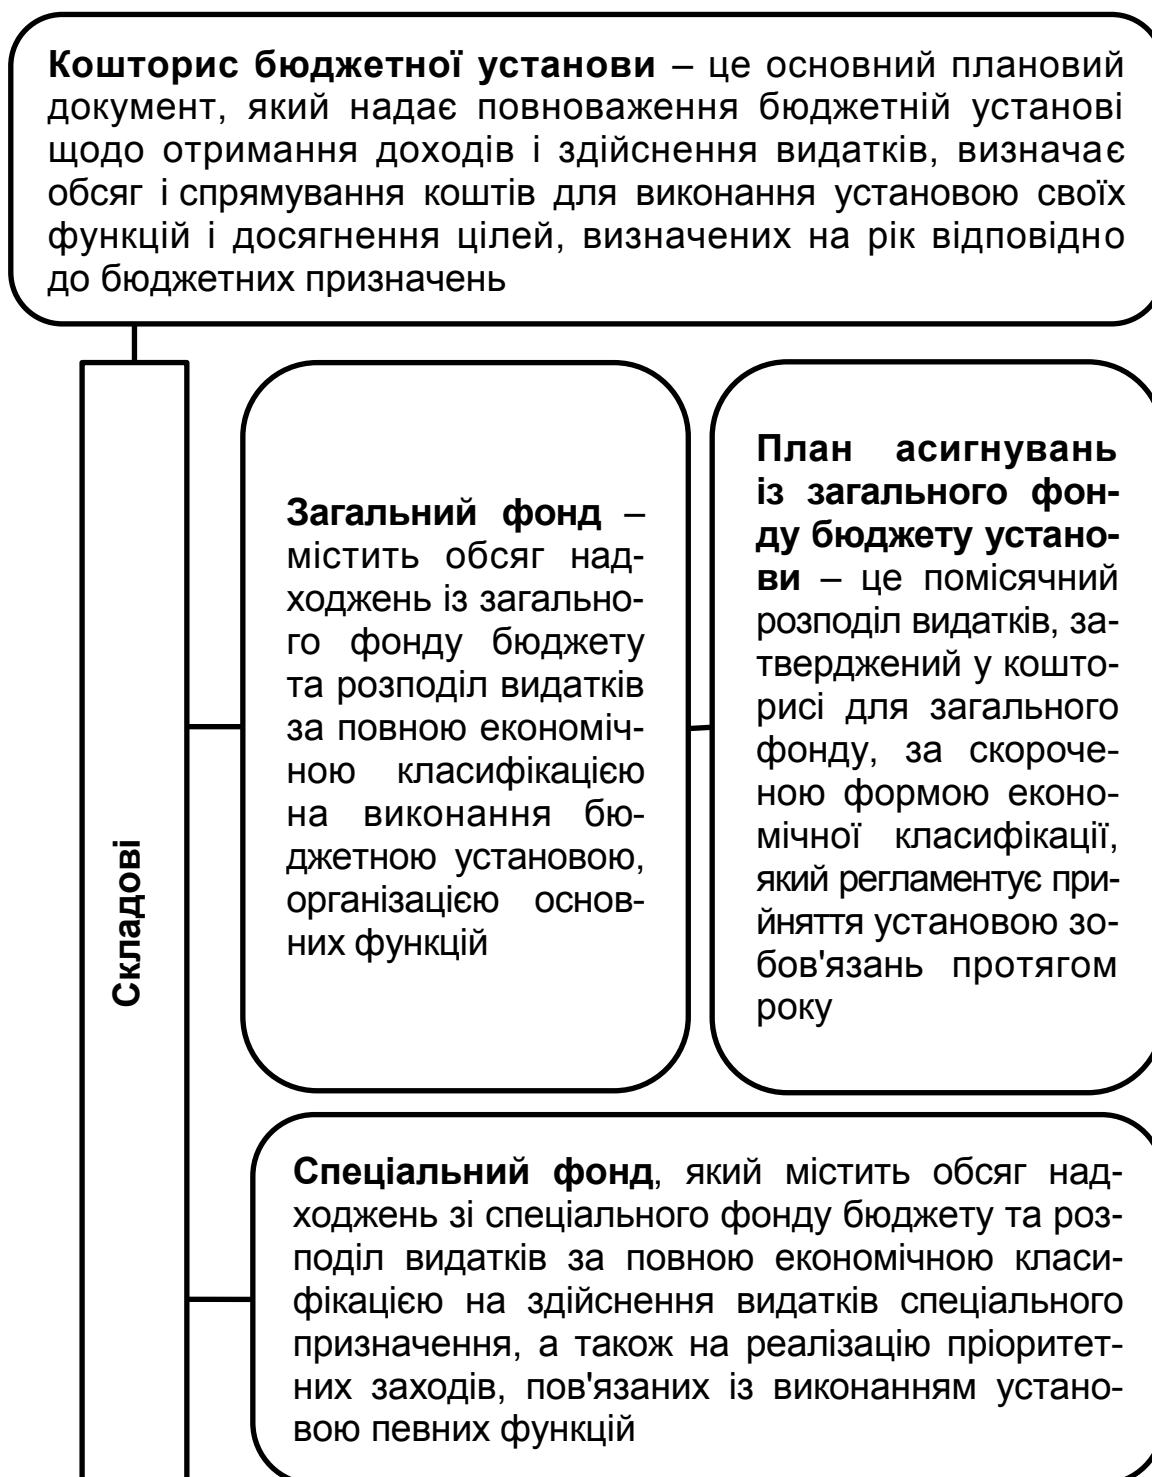 Кошторис бюджетної установи – це основний плановий
документ, який надає повноваження бюджетній установі
щодо отримання доходів і здійснення видатків, визначає
обсяг і спрямування коштів для виконання установою своїх
функцій і досягнення цілей, визначених на рік відповідно
до бюджетних призначень
Складові
Загальний фонд –
містить обсяг над-
ходжень із загально-
го фонду бюджету
та розподіл видатків
за повною економіч-
ною класифікацією
на виконання бю-
джетною установою,
організацією основ-
них функцій
План асигнувань
із загального фон-
ду бюджету устано-
ви – це помісячний
розподіл видатків, за-
тверджений у кошто-
рисі для загального
фонду, за скороче-
ною формою еконо-
мічної класифікації,
який регламентує при-
йняття установою зо-
бов'язань протягом
року
Спеціальний фонд, який містить обсяг над-
ходжень зі спеціального фонду бюджету та роз-
поділ видатків за повною економічною класи-
фікацією на здійснення видатків спеціального
призначення, а також на реалізацію пріоритет-
них заходів, пов'язаних із виконанням устано-
вою певних функцій